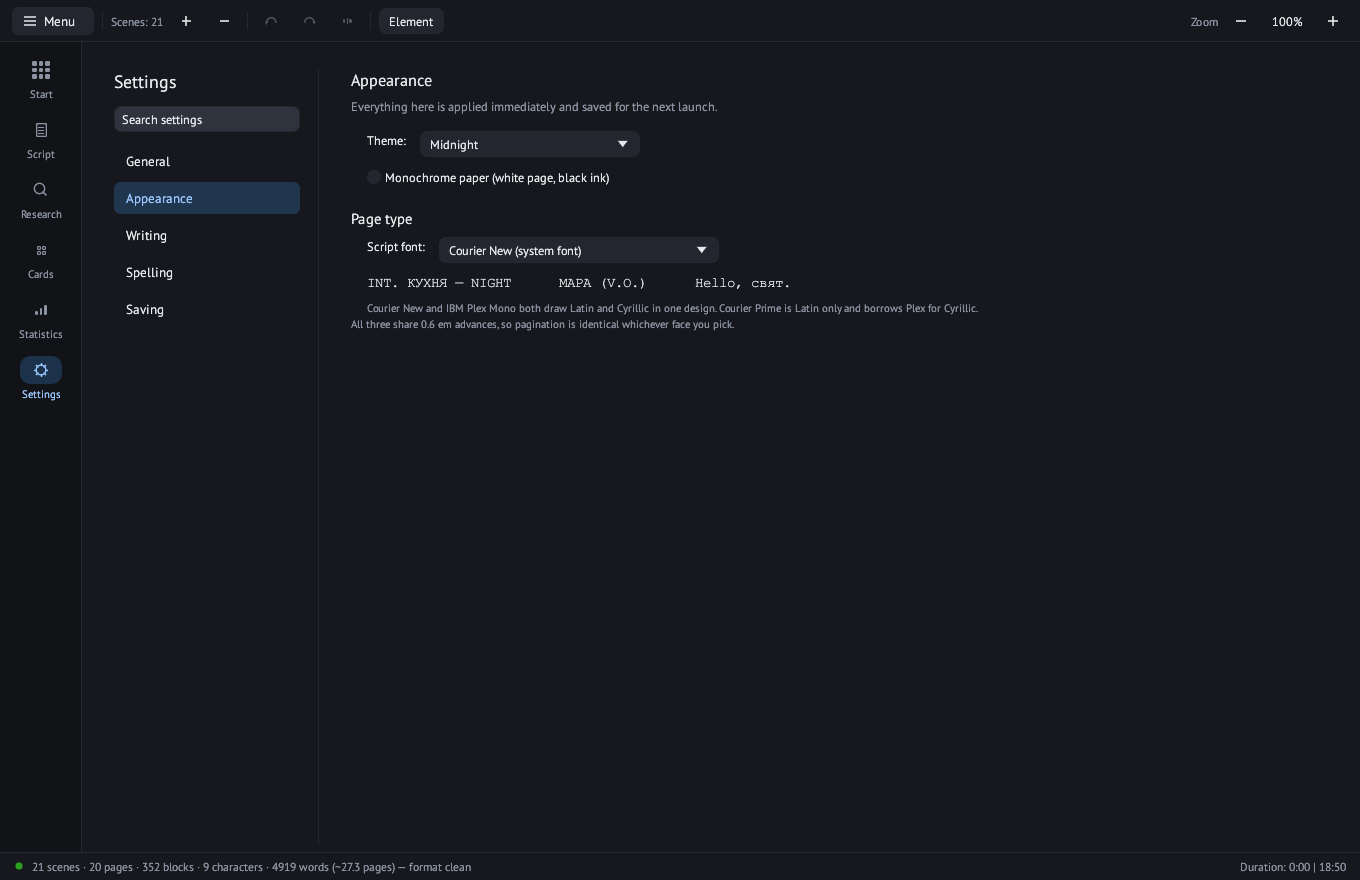 Menu
Scenes: 21
Element
Zoom
100%
Start
Script
Research
Cards
Statistics
Settings
Settings
Search settings
General
Appearance
Writing
Spelling
Saving
Appearance
Everything here is applied immediately and saved for the next launch.
Theme: Midnight
Monochrome paper (white page, black ink)
Page type
Script font: Courier New (system font)
INT. КУХНЯ — NIGHT МАРА (V.O.) Hello, свят.
Courier New and IBM Plex Mono both draw Latin and Cyrillic in one design. Courier Prime is Latin only and borrows Plex for Cyrillic.
All three share 0.6 em advances, so pagination is identical whichever face you pick.
21 scenes · 20 pages · 352 blocks · 9 characters · 4919 words (~27.3 pages) — format clean
Duration: 0:00 | 18:50